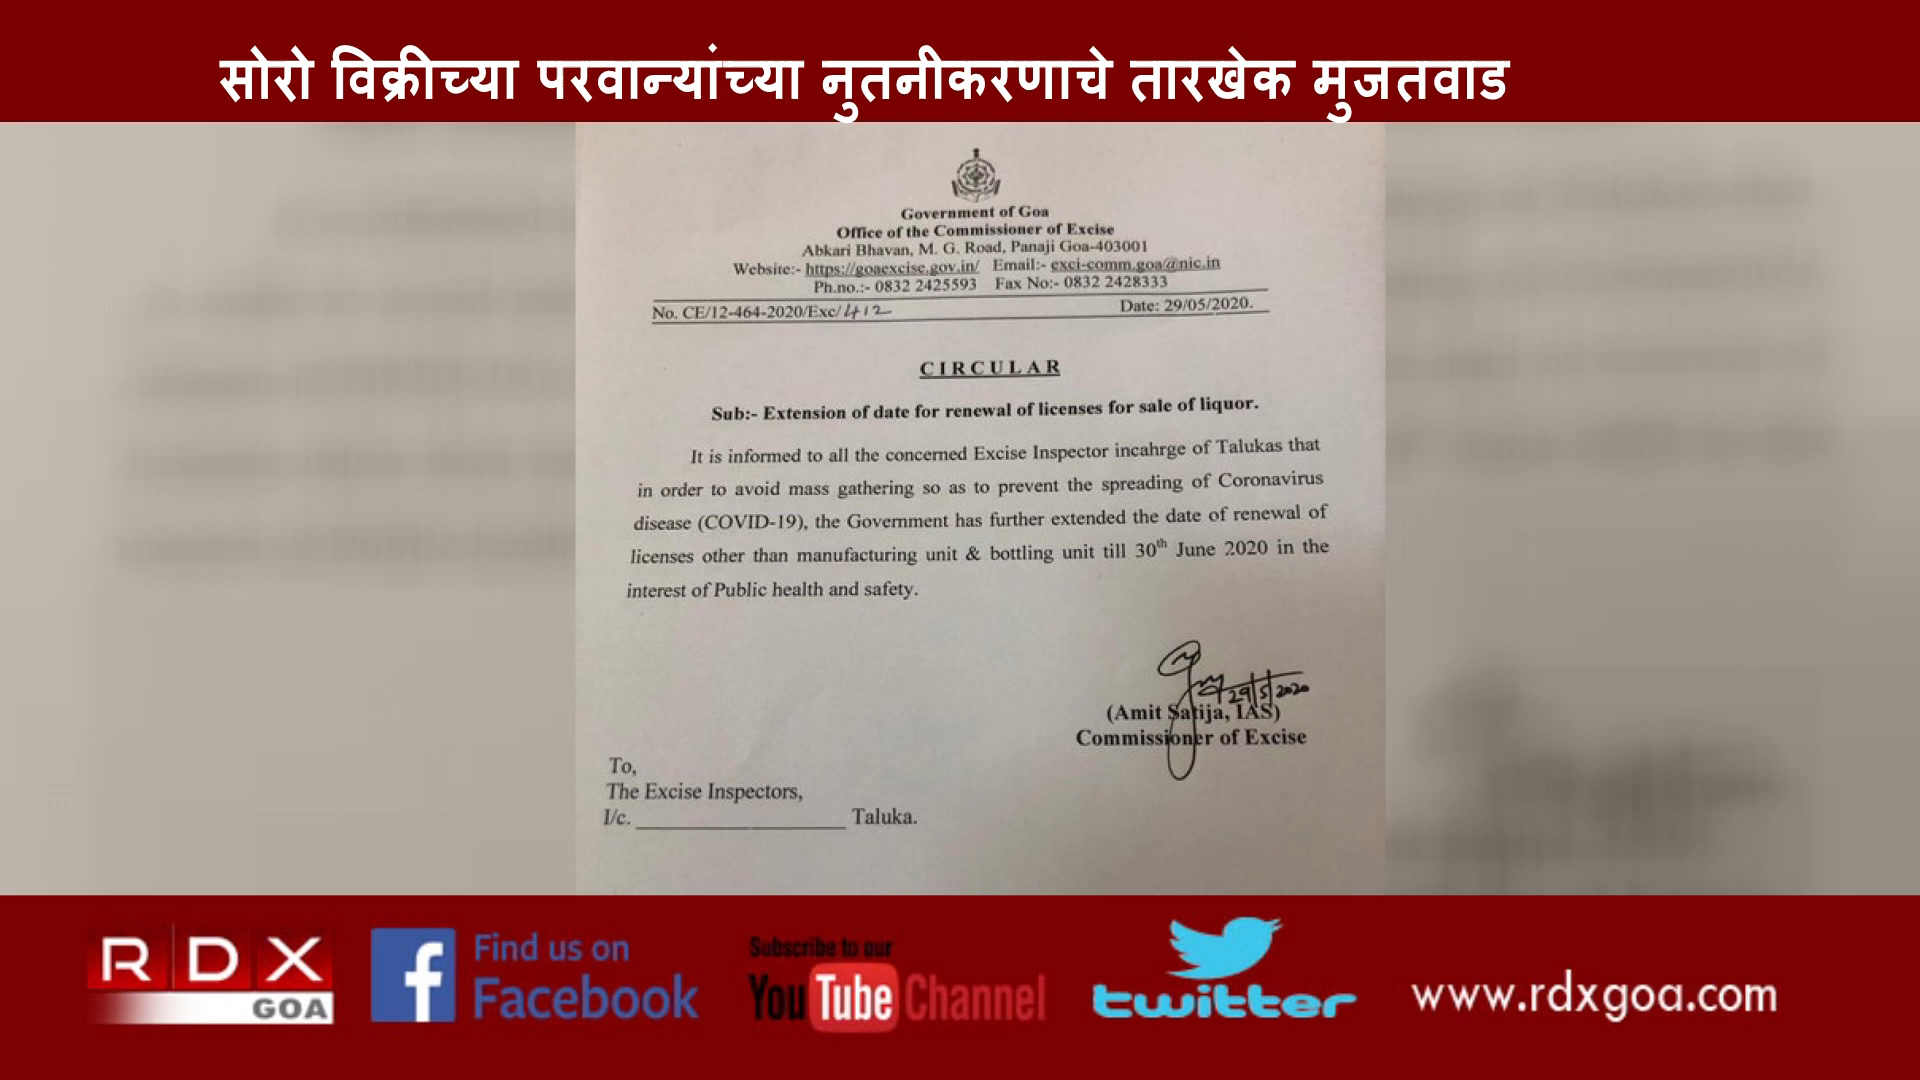 सोरो विक्रीच्या परवान्यांच्या नुतनीकरणाचे तारखेक मुजतवाड
Government of Goa
Office of the Commissioner of Excise
Abkari Bhavan, M. G. Road, Panaji Goa-403001
Website:- https://goaexcise.gov.in/ Email:- exci-comm.goa@nic.in
Ph.no.:- 0832 2425593 Fax No:- 0832 2428333
No. CE/12-464-2020/Exc/412 Date: 29/05/2020.
CIRCULAR
Sub:- Extension of date for renewal of licenses for sale of liquor.
It is informed to all the concerned Excise Inspector incahrge of Talukas that
in order to avoid mass gathering so as to prevent the spreading of Coronavirus
disease (COVID-19), the Government has further extended the date of renewal of
licenses other than manufacturing unit & bottling unit till 30th June 2020 in the
interest of Public health and safety.
29/5/2020
(Amit Satija, IAS)
Commissioner of Excise
To,
The Excise Inspectors,
I/c. ____________________ Taluka.
RDX
GOA
f
Find us on
Facebook
Subscribe to our
YouTube Channel
twitter
www.rdxgoa.com